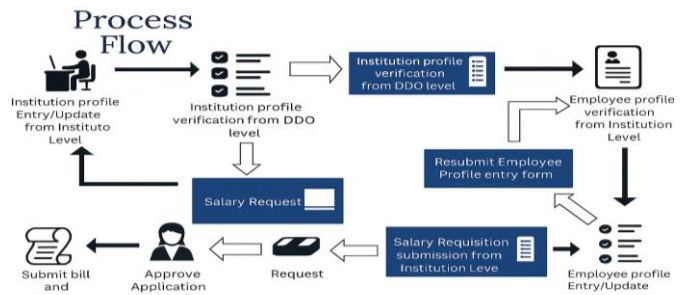 Process
Flow
Institution profile
Entry/Update
from Instituto
Level
Institution profile
verification from DDO
level
Institution profile
verification
from DDO level
Employee profile
verification
from Institution
Level
Resubmit Employee
Profile entry form
Salary Request
Salary Requisition
submission from
Institution Leve
Employee profile
Entry/Update
Request
Approve
Application
Submit bill
and